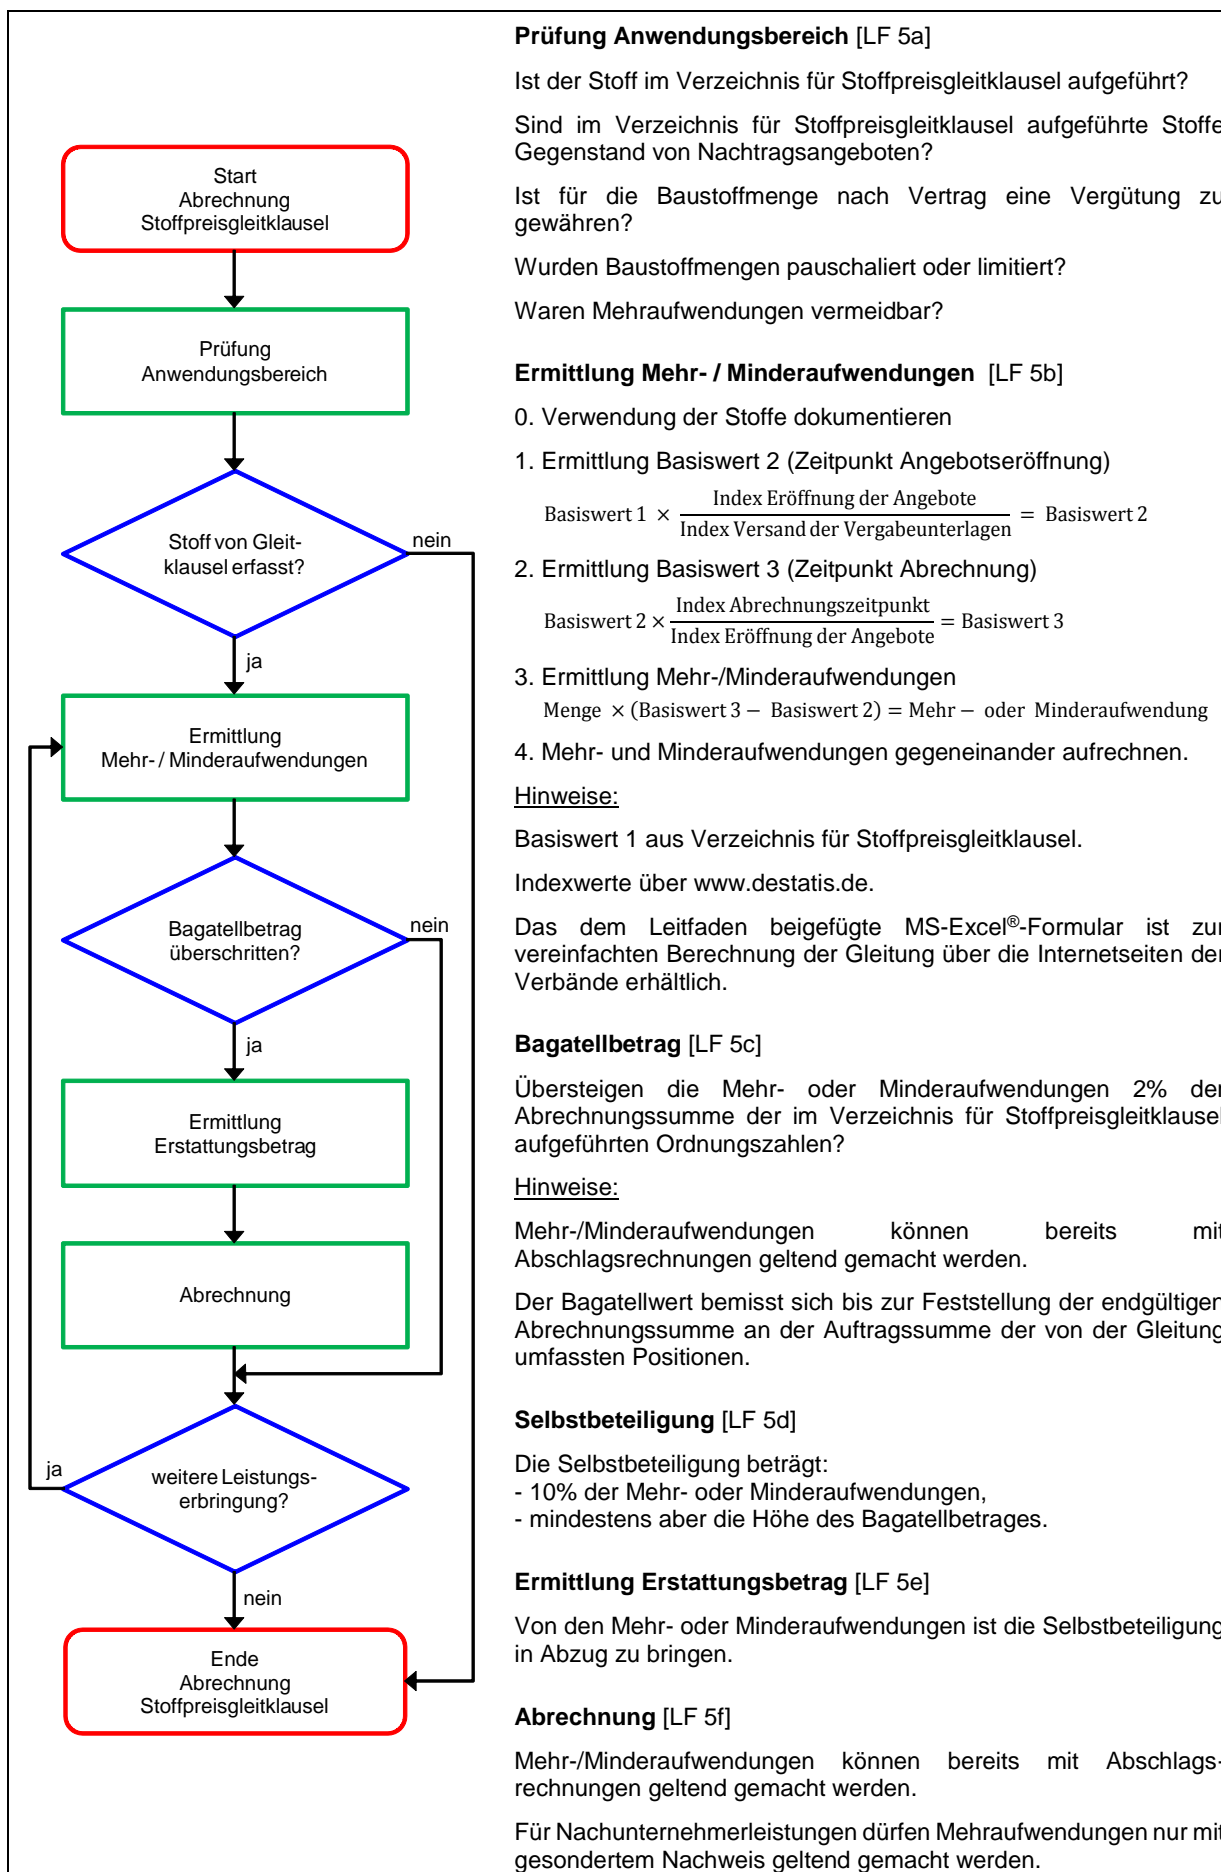 Start
Abrechnung
Stoffpreisgleitklausel
Prüfung
Anwendungsbereich
Stoff von Gleit-
klausel erfasst?
nein
ja
Ermittlung
Mehr- / Minderaufwendungen
Bagatellbetrag
überschritten?
nein
ja
Ermittlung
Erstattungsbetrag
Abrechnung
ja
weitere Leistungs-
erbringung?
nein
Ende
Abrechnung
Stoffpreisgleitklausel
Prüfung Anwendungsbereich [LF 5a]
Ist der Stoff im Verzeichnis für Stoffpreisgleitklausel aufgeführt?
Sind im Verzeichnis für Stoffpreisgleitklausel aufgeführte Stoffe
Gegenstand von Nachtragsangeboten?
Ist für die Baustoffmenge nach Vertrag eine Vergütung zu
gewähren?
Wurden Baustoffmengen pauschaliert oder limitiert?
Waren Mehraufwendungen vermeidbar?
Ermittlung Mehr- / Minderaufwendungen [LF 5b]
0. Verwendung der Stoffe dokumentieren
1. Ermittlung Basiswert 2 (Zeitpunkt Angebotseröffnung)
Basiswert 1 × Index Eröffnung der Angebote / Index Versand der Vergabeunterlagen = Basiswert 2
2. Ermittlung Basiswert 3 (Zeitpunkt Abrechnung)
Basiswert 2 × Index Abrechnungszeitpunkt / Index Eröffnung der Angebote = Basiswert 3
3. Ermittlung Mehr-/Minderaufwendungen
Menge × (Basiswert 3 − Basiswert 2) = Mehr − oder Minderaufwendung
4. Mehr- und Minderaufwendungen gegeneinander aufrechnen.
Hinweise:
Basiswert 1 aus Verzeichnis für Stoffpreisgleitklausel.
Indexwerte über www.destatis.de.
Das dem Leitfaden beigefügte MS-Excel®-Formular ist zur
vereinfachten Berechnung der Gleitung über die Internetseiten der
Verbände erhältlich.
Bagatellbetrag [LF 5c]
Übersteigen die Mehr- oder Minderaufwendungen 2% der
Abrechnungssumme der im Verzeichnis für Stoffpreisgleitklausel
aufgeführten Ordnungszahlen?
Hinweise:
Mehr-/Minderaufwendungen können bereits mit
Abschlagsrechnungen geltend gemacht werden.
Der Bagatellwert bemisst sich bis zur Feststellung der endgültigen
Abrechnungssumme an der Auftragssumme der von der Gleitung
umfassten Positionen.
Selbstbeteiligung [LF 5d]
Die Selbstbeteiligung beträgt:
- 10% der Mehr- oder Minderaufwendungen,
- mindestens aber die Höhe des Bagatellbetrages.
Ermittlung Erstattungsbetrag [LF 5e]
Von den Mehr- oder Minderaufwendungen ist die Selbstbeteiligung
in Abzug zu bringen.
Abrechnung [LF 5f]
Mehr-/Minderaufwendungen können bereits mit Abschlags-
rechnungen geltend gemacht werden.
Für Nachunternehmerleistungen dürfen Mehraufwendungen nur mit
gesondertem Nachweis geltend gemacht werden.